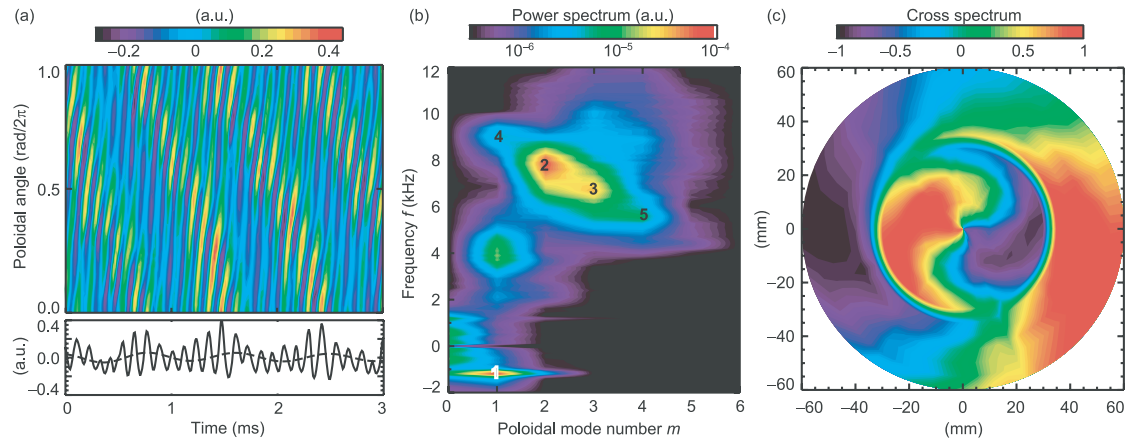 (a)
(a.u.)
−0.2 0 0.2 0.4
Poloidal angle (rad/2π)
1.0
0.5
0.0
(a.u.)
0.4
0.0
−0.4
0 1 2 3
Time (ms)
(b)
Power spectrum (a.u.)
10−6 10−5 10−4
Frequency f (kHz)
12
10
8
6
4
2
0
−2
4
2
3
5
1
0 1 2 3 4 5 6
Poloidal mode number m
(c)
Cross spectrum
−1 −0.5 0 0.5 1
(mm)
60
40
20
0
−20
−40
−60
−60 −40 −20 0 20 40 60
(mm)